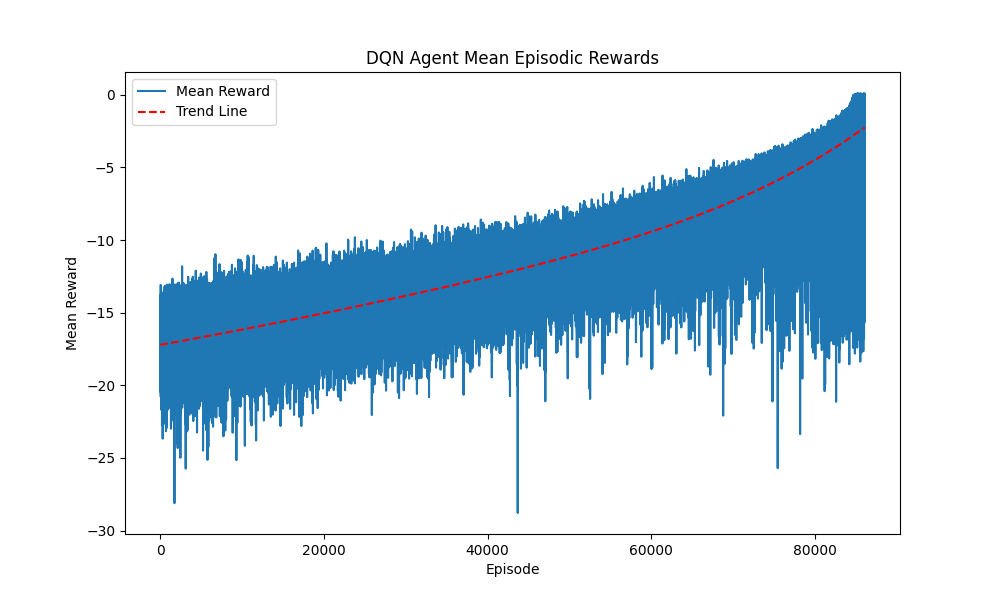 DQN Agent Mean Episodic Rewards
Mean Reward
Trend Line
0
−5
−10
−15
−20
−25
−30
Mean Reward
0
20000
40000
60000
80000
Episode